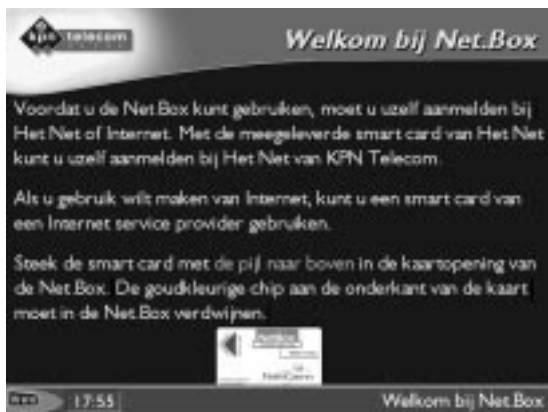 kpn telecom
Welkom bij Net.Box
Voordat u de Net.Box kunt gebruiken, moet u uzelf aanmelden bij
Het Net of Internet. Met de meegeleverde smart card van Het Net
kunt u uzelf aanmelden bij Het Net van KPN Telecom.
Als u gebruik wilt maken van Internet, kunt u een smart card van
een Internet service provider gebruiken.
Steek de smart card met de pijl naar boven in de kaartopening van
de Net.Box. De goudkleurige chip aan de onderkant van de kaart
moet in de Net.Box verdwijnen.
17:55
Welkom bij Net.Box